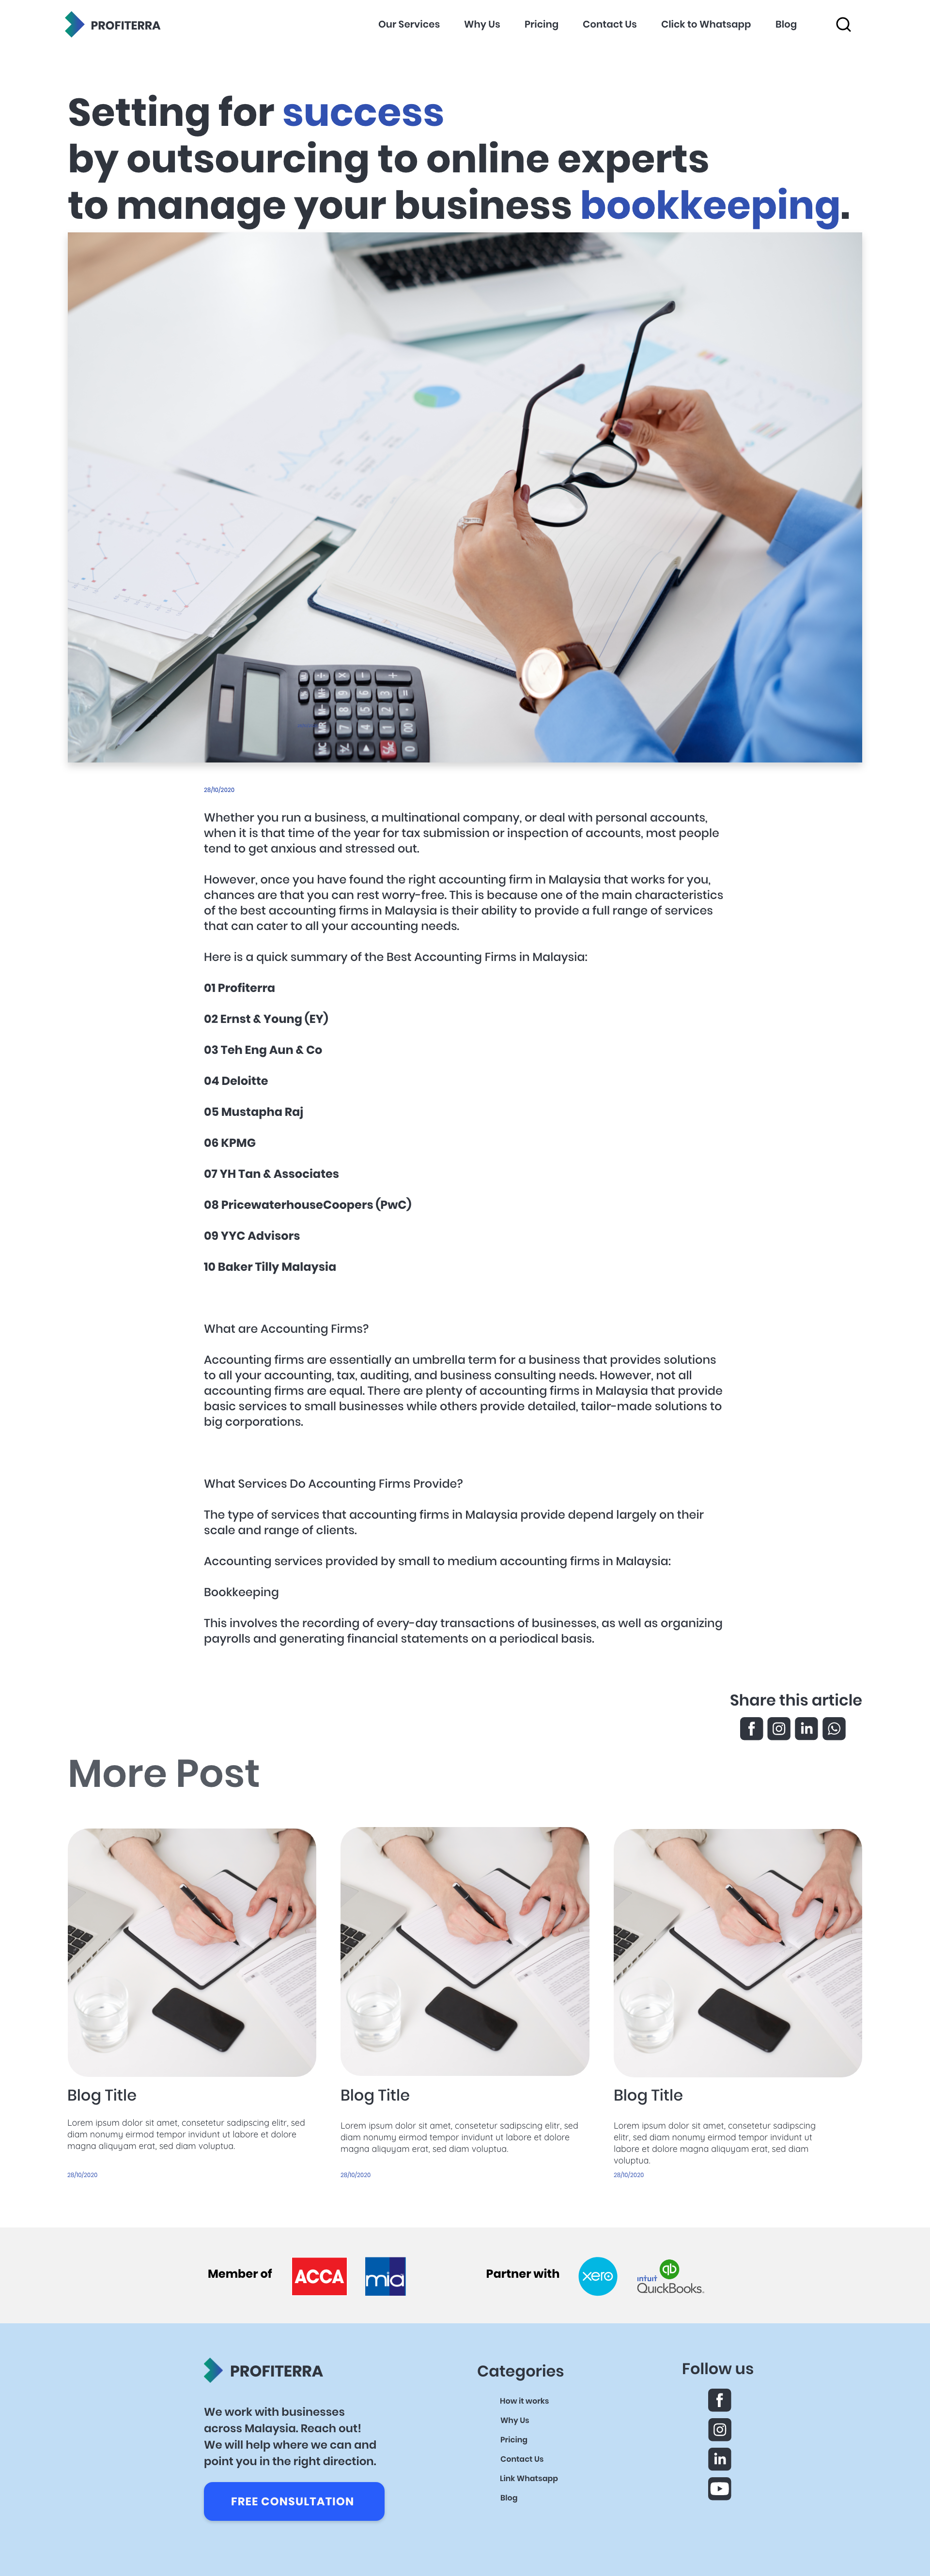 PROFITERRA
Our Services Why Us Pricing Contact Us Click to Whatsapp Blog
Setting for success
by outsourcing to online experts
to manage your business bookkeeping.
28/10/2020
Whether you run a business, a multinational company, or deal with personal accounts,
when it is that time of the year for tax submission or inspection of accounts, most people
tend to get anxious and stressed out.
However, once you have found the right accounting firm in Malaysia that works for you,
chances are that you can rest worry-free. This is because one of the main characteristics
of the best accounting firms in Malaysia is their ability to provide a full range of services
that can cater to all your accounting needs.
Here is a quick summary of the Best Accounting Firms in Malaysia:
01 Profiterra
02 Ernst & Young (EY)
03 Teh Eng Aun & Co
04 Deloitte
05 Mustapha Raj
06 KPMG
07 YH Tan & Associates
08 PricewaterhouseCoopers (PwC)
09 YYC Advisors
10 Baker Tilly Malaysia
What are Accounting Firms?
Accounting firms are essentially an umbrella term for a business that provides solutions
to all your accounting, tax, auditing, and business consulting needs. However, not all
accounting firms are equal. There are plenty of accounting firms in Malaysia that provide
basic services to small businesses while others provide detailed, tailor-made solutions to
big corporations.
What Services Do Accounting Firms Provide?
The type of services that accounting firms in Malaysia provide depend largely on their
scale and range of clients.
Accounting services provided by small to medium accounting firms in Malaysia:
Bookkeeping
This involves the recording of every-day transactions of businesses, as well as organizing
payrolls and generating financial statements on a periodical basis.
Share this article
More Post
Blog Title
Lorem ipsum dolor sit amet, consetetur sadipscing elitr, sed
diam nonumy eirmod tempor invidunt ut labore et dolore
magna aliquyam erat, sed diam voluptua.
28/10/2020
Blog Title
Lorem ipsum dolor sit amet, consetetur sadipscing elitr, sed
diam nonumy eirmod tempor invidunt ut labore et dolore
magna aliquyam erat, sed diam voluptua.
28/10/2020
Blog Title
Lorem ipsum dolor sit amet, consetetur sadipscing
elitr, sed diam nonumy eirmod tempor invidunt ut
labore et dolore magna aliquyam erat, sed diam
voluptua.
28/10/2020
Member of
ACCA
mia
Partner with
xero
qb
intuit
QuickBooks.
PROFITERRA
We work with businesses
across Malaysia. Reach out!
We will help where we can and
point you in the right direction.
FREE CONSULTATION
Categories
How it works
Why Us
Pricing
Contact Us
Link Whatsapp
Blog
Follow us